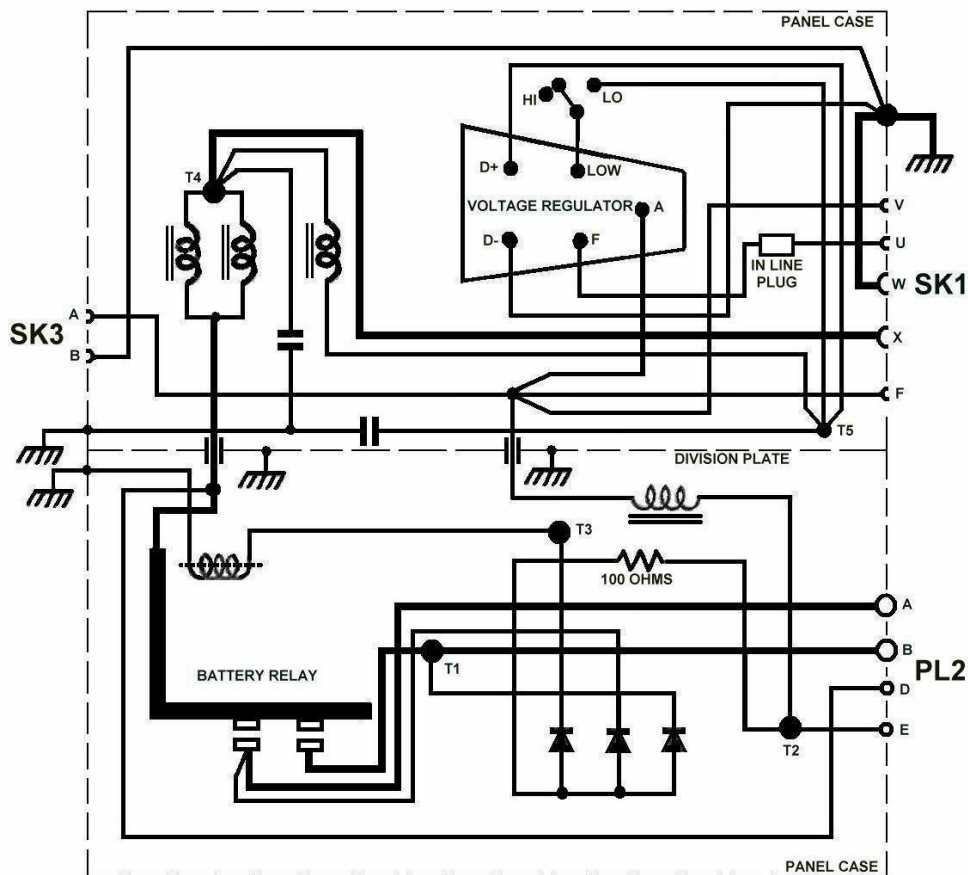 PANEL CASE
HI
LO
T4
D+
LOW
VOLTAGE REGULATOR
A
V
D-
F
U
IN LINE
PLUG
W
SK1
A
SK3
X
B
F
T5
DIVISION PLATE
T3
100 OHMS
A
BATTERY RELAY
T1
B
PL2
D
T2
E
PANEL CASE